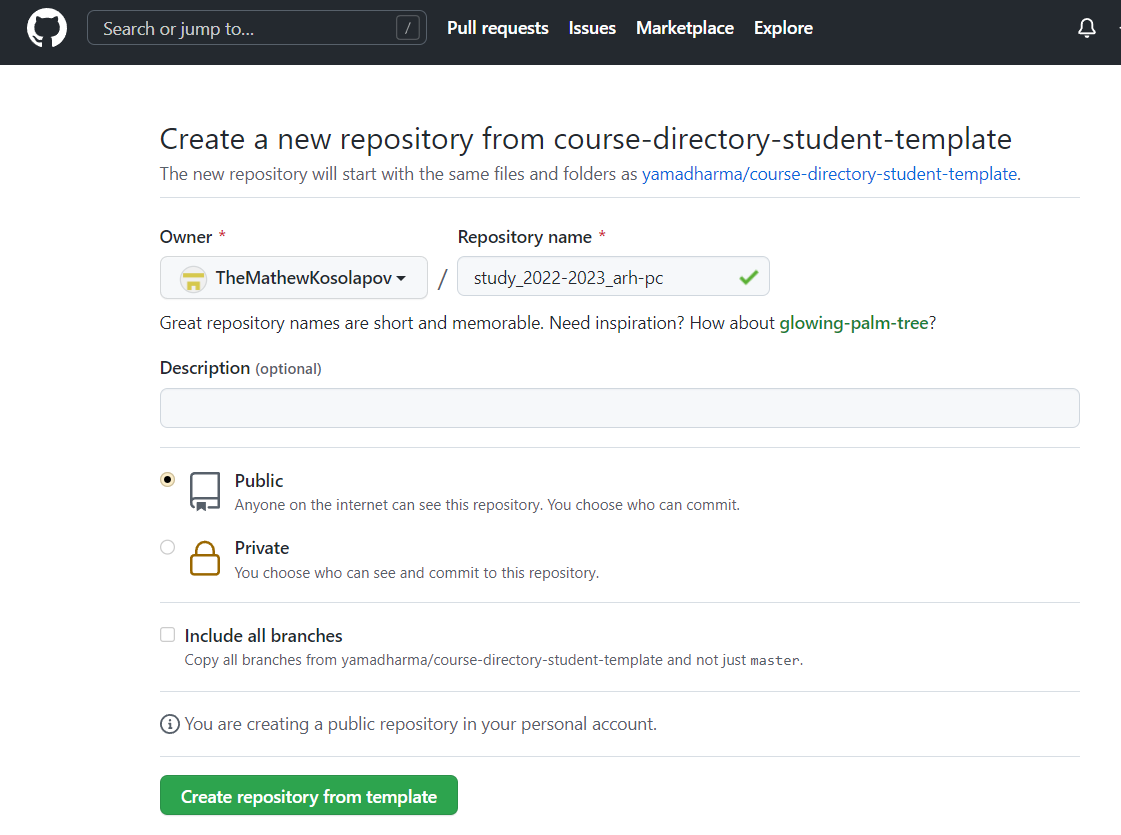 Search or jump to... /
Pull requests Issues Marketplace Explore
Create a new repository from course-directory-student-template
The new repository will start with the same files and folders as yamadharma/course-directory-student-template.
Owner * Repository name *
TheMathewKosolapov / study_2022-2023_arh-pc
Great repository names are short and memorable. Need inspiration? How about glowing-palm-tree?
Description (optional)
Public
Anyone on the internet can see this repository. You choose who can commit.
Private
You choose who can see and commit to this repository.
Include all branches
Copy all branches from yamadharma/course-directory-student-template and not just master.
You are creating a public repository in your personal account.
Create repository from template